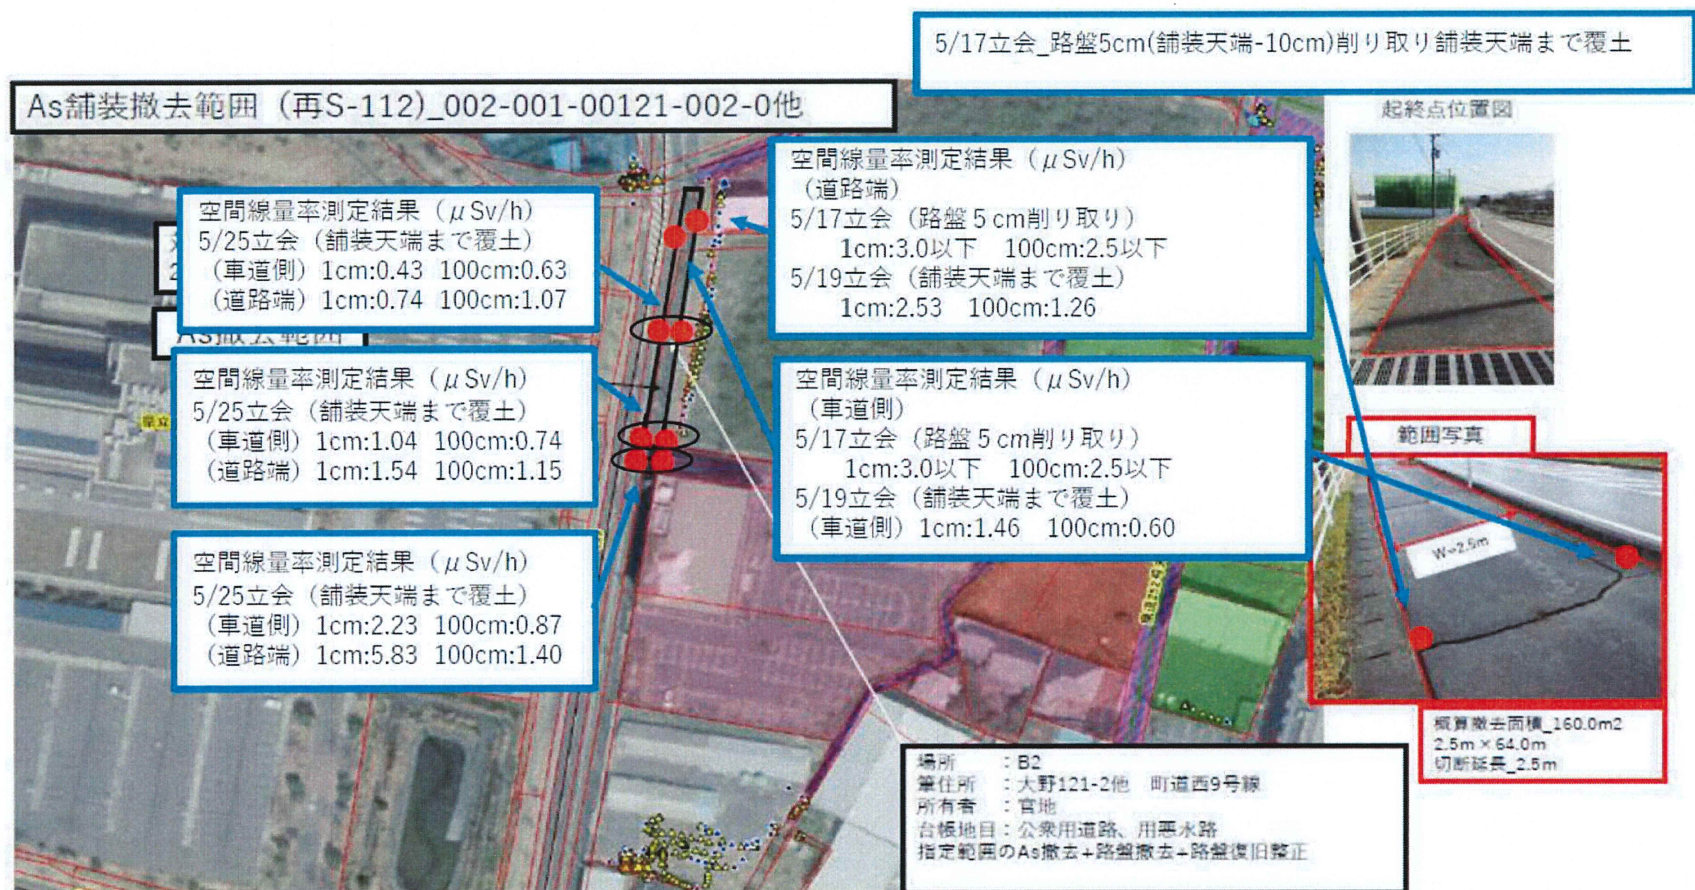 5/17立会_路盤5cm(舗装天端-10cm)削り取り舗装天端まで覆土
As舗装撤去範囲（再S-112)_002-001-00121-002-0他
起終点位置図
空間線量率測定結果（μSv/h）
5/25立会（舗装天端まで覆土）
（車道側）1cm:0.43 100cm:0.63
（道路端）1cm:0.74 100cm:1.07
空間線量率測定結果（μSv/h）
（道路端）
5/17立会（路盤５cm削り取り）
1cm:3.0以下 100cm:2.5以下
5/19立会（舗装天端まで覆土）
1cm:2.53 100cm:1.26
As撤去範囲
空間線量率測定結果（μSv/h）
5/25立会（舗装天端まで覆土）
（車道側）1cm:1.04 100cm:0.74
（道路端）1cm:1.54 100cm:1.15
空間線量率測定結果（μSv/h）
（車道側）
5/17立会（路盤５cm削り取り）
1cm:3.0以下 100cm:2.5以下
5/19立会（舗装天端まで覆土）
（車道側）1cm:1.46 100cm:0.60
範囲写真
W=2.5m
空間線量率測定結果（μSv/h）
5/25立会（舗装天端まで覆土）
（車道側）1cm:2.23 100cm:0.87
（道路端）1cm:5.83 100cm:1.40
概算撤去面積_160.0m2
2.5m×64.0m
切断延長_2.5m
場所 ：B2
筆住所 ：大野121-2他 町道西9号線
所有者 ：官地
台帳地目：公衆用道路、用悪水路
指定範囲のAs撤去+路盤撤去+路盤復旧整正